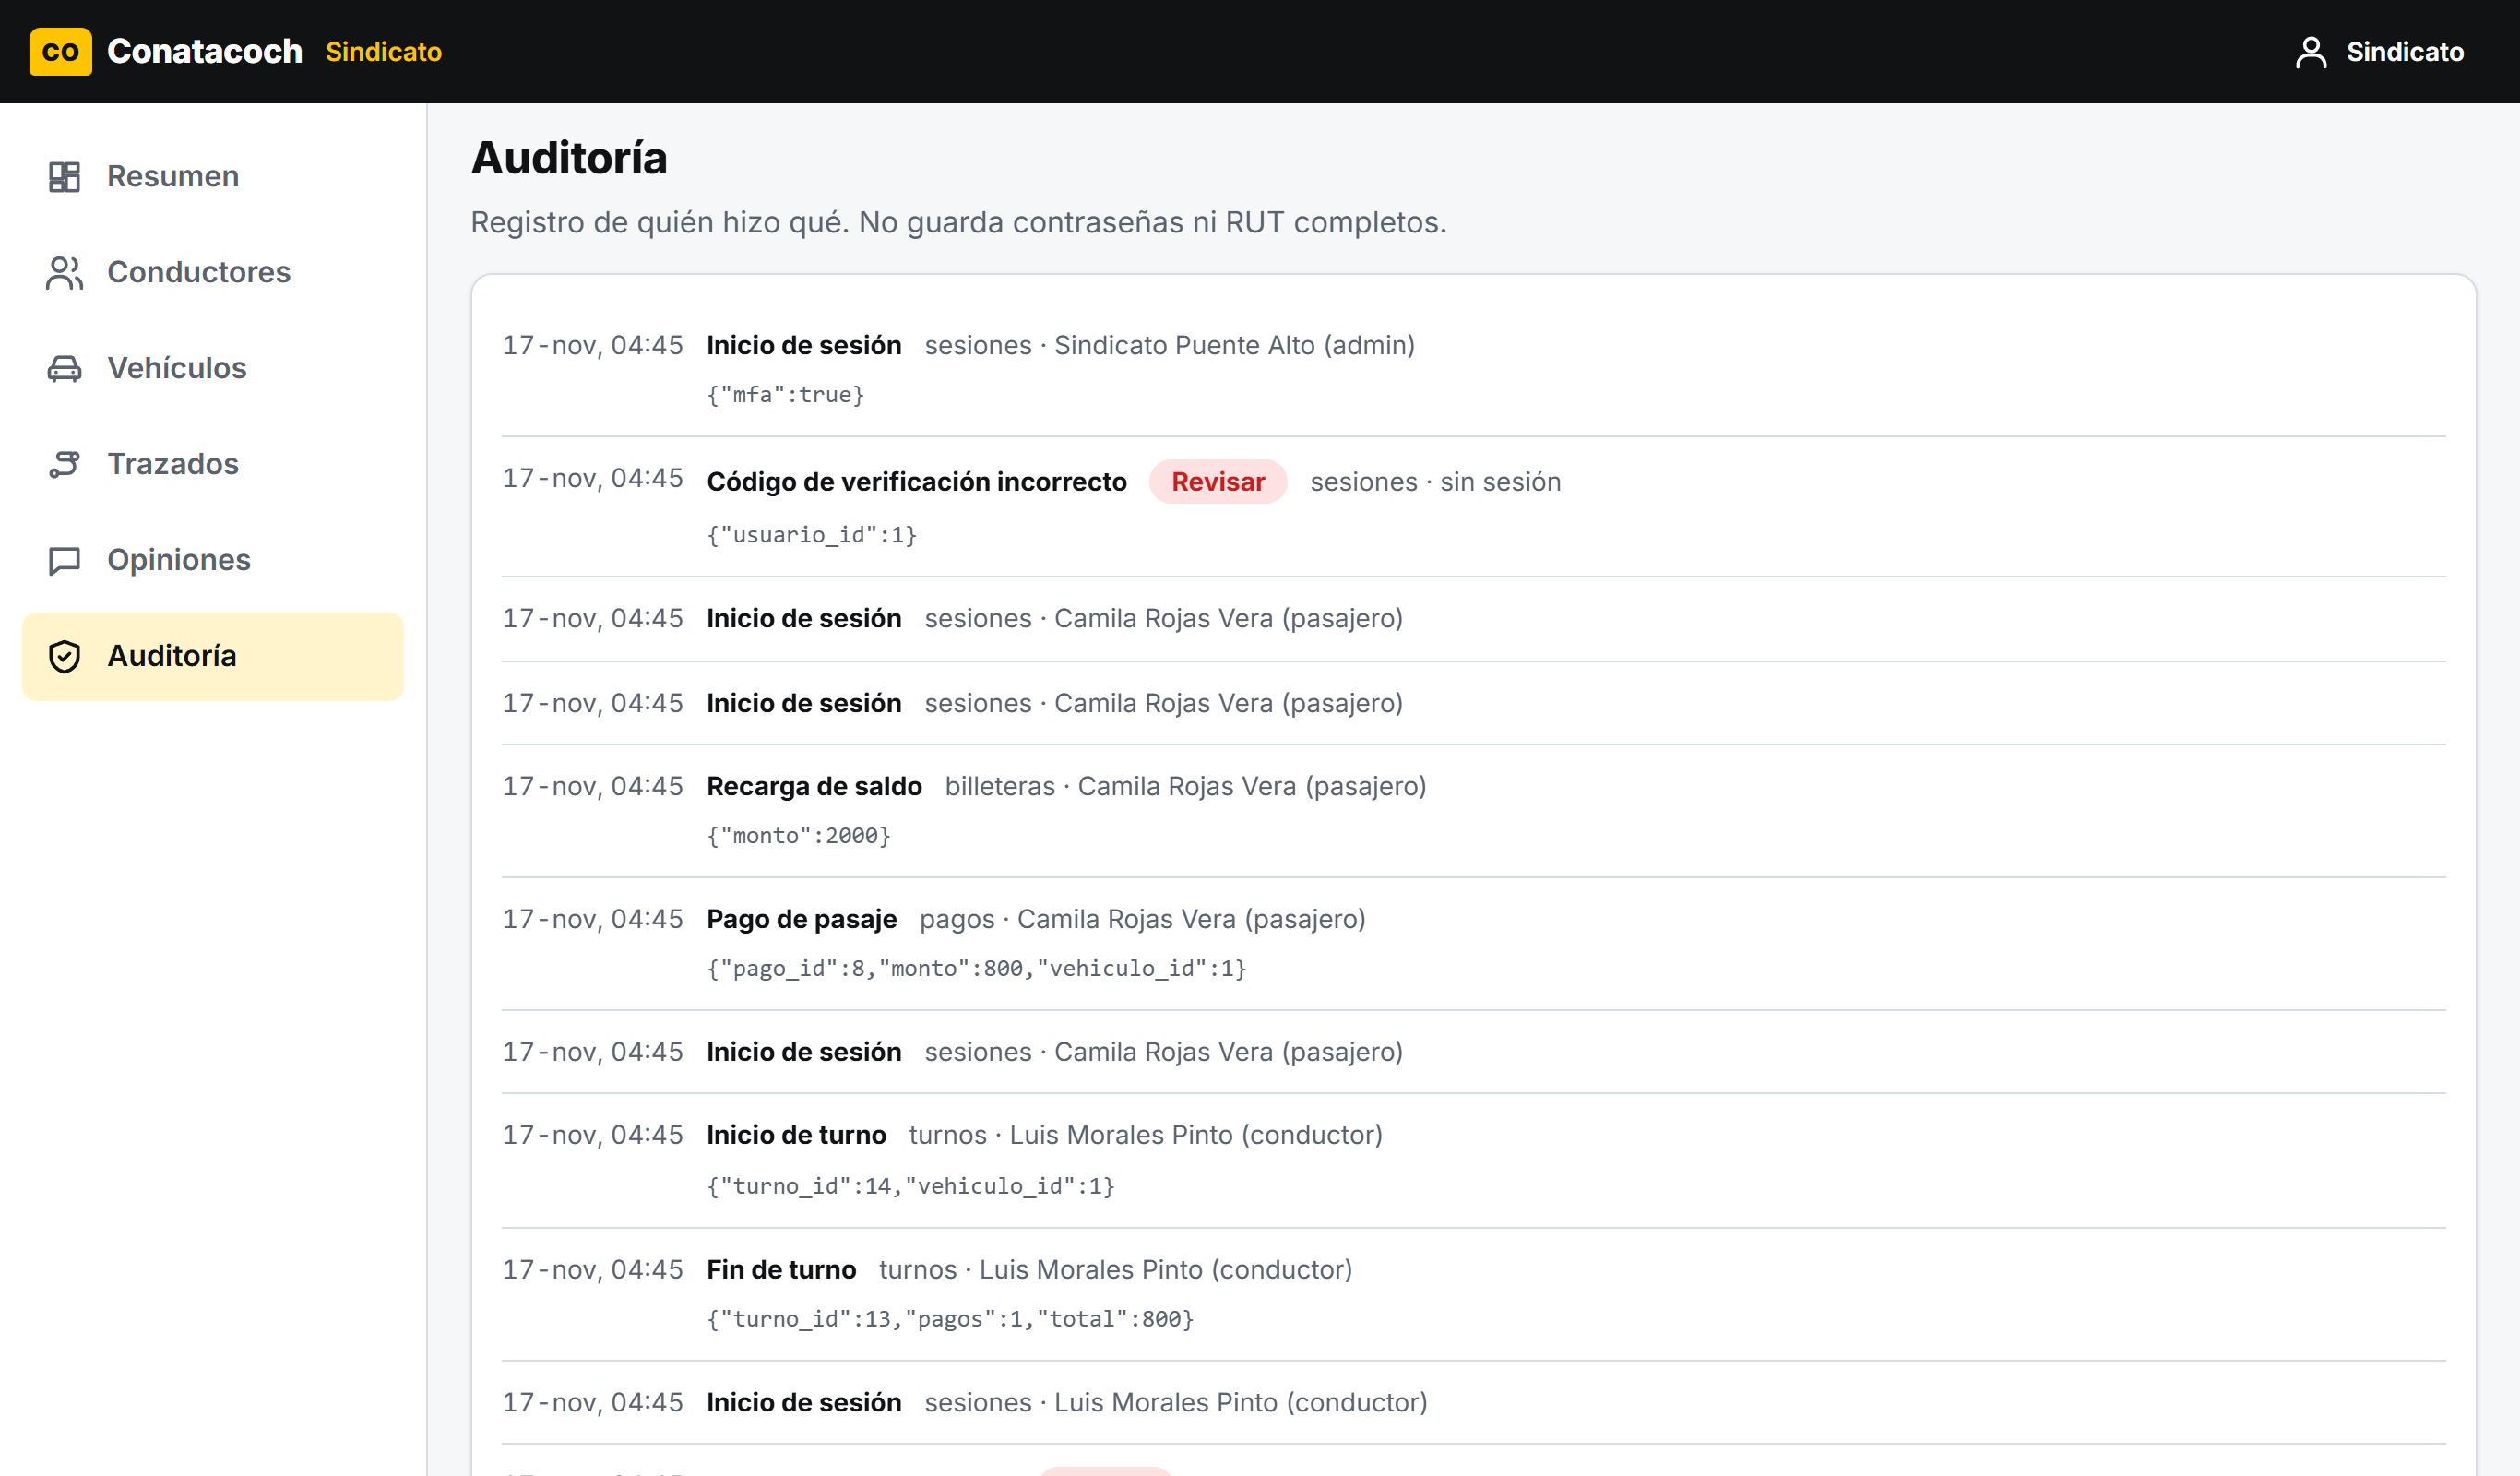 co Conatacoch Sindicato
Sindicato
Resumen
Conductores
Vehículos
Trazados
Opiniones
Auditoría
Auditoría
Registro de quién hizo qué. No guarda contraseñas ni RUT completos.
17-nov, 04:45 Inicio de sesión sesiones · Sindicato Puente Alto (admin)
{"mfa":true}
17-nov, 04:45 Código de verificación incorrecto Revisar sesiones · sin sesión
{"usuario_id":1}
17-nov, 04:45 Inicio de sesión sesiones · Camila Rojas Vera (pasajero)
17-nov, 04:45 Inicio de sesión sesiones · Camila Rojas Vera (pasajero)
17-nov, 04:45 Recarga de saldo billeteras · Camila Rojas Vera (pasajero)
{"monto":2000}
17-nov, 04:45 Pago de pasaje pagos · Camila Rojas Vera (pasajero)
{"pago_id":8,"monto":800,"vehiculo_id":1}
17-nov, 04:45 Inicio de sesión sesiones · Camila Rojas Vera (pasajero)
17-nov, 04:45 Inicio de turno turnos · Luis Morales Pinto (conductor)
{"turno_id":14,"vehiculo_id":1}
17-nov, 04:45 Fin de turno turnos · Luis Morales Pinto (conductor)
{"turno_id":13,"pagos":1,"total":800}
17-nov, 04:45 Inicio de sesión sesiones · Luis Morales Pinto (conductor)